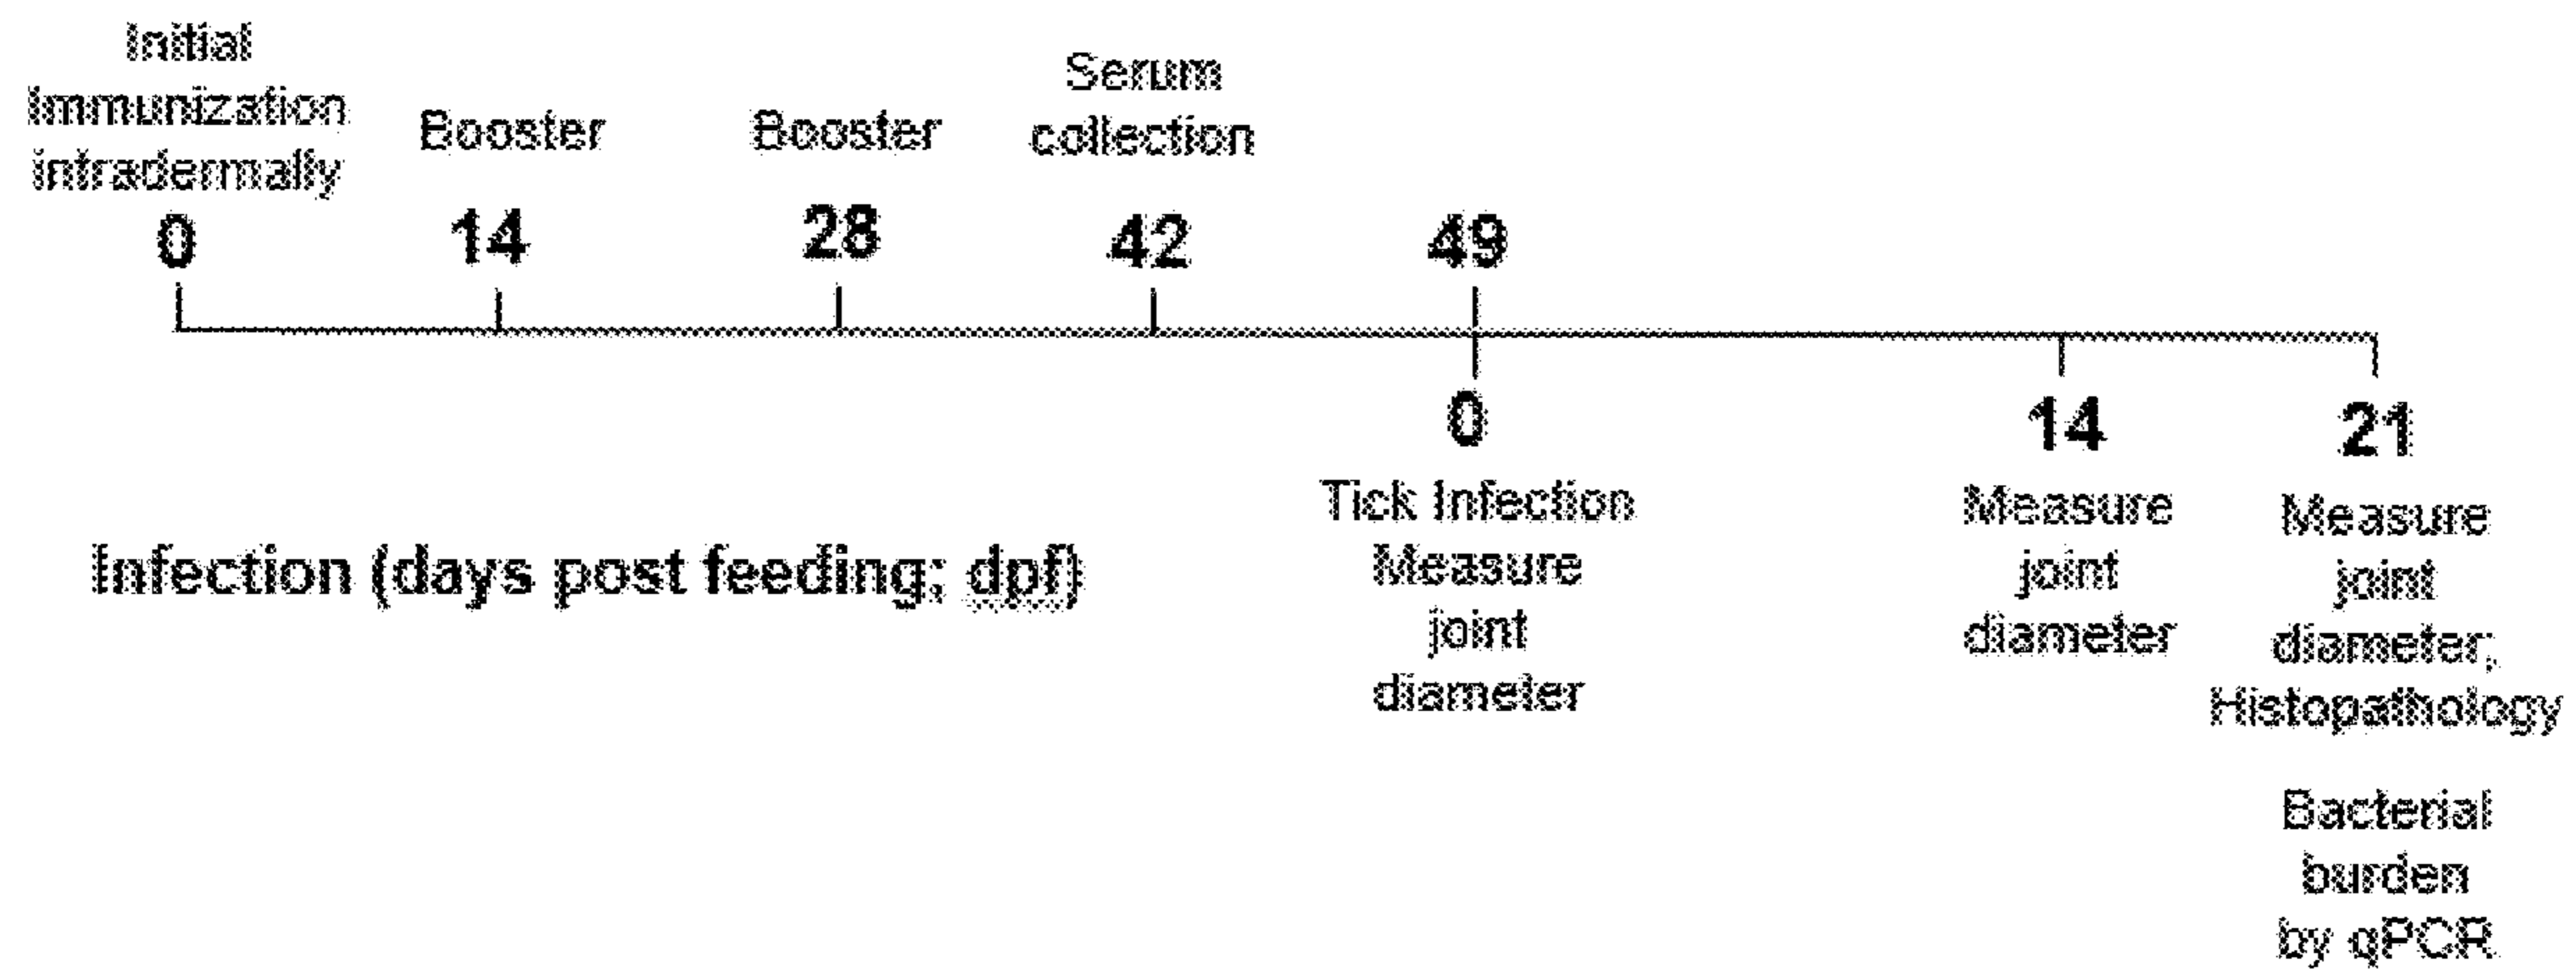 Initial
Immunization
intradermally
Booster
Booster
Serum
collection
0
14
28
42
49
0
14
21
Infection (days post feeding; dpf)
Tick Infection
Measure
joint
diameter
Measure
joint
diameter
Measure
joint
diameter;
Histopathology
Bacterial
burden
by qPCR